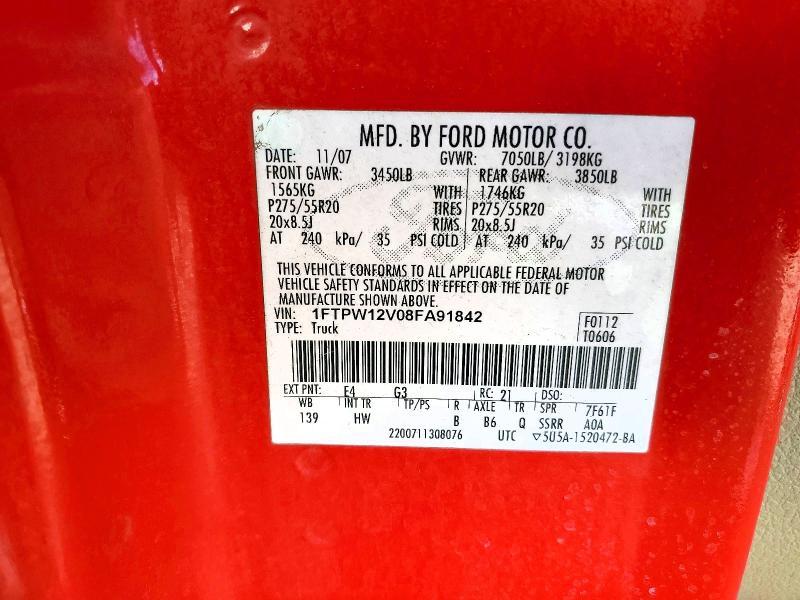 MFD. BY FORD MOTOR CO.
DATE: 11/07 GVWR: 7050LB/ 3198KG
FRONT GAWR: 3450LB REAR GAWR: 3850LB
1565KG WITH 1746KG WITH
P275/55R20 TIRES P275/55R20 TIRES
20x8.5J RIMS 20x8.5J RIMS
AT 240 kPa/ 35 PSI COLD AT 240 kPa/ 35 PSI COLD
Ford
THIS VEHICLE CONFORMS TO ALL APPLICABLE FEDERAL MOTOR
VEHICLE SAFETY STANDARDS IN EFFECT ON THE DATE OF
MANUFACTURE SHOWN ABOVE.
VIN: 1FTPW12V08FA91842 F0112
TYPE: Truck T0606
EXT PNT: E4 G3 RC: 21 DSO:
WB INT TR TP/PS R AXLE TR SPR 7F61F
139 HW B B6 Q SSRR A0A
2200711308076 UTC ▽5U5A-1520472-BA